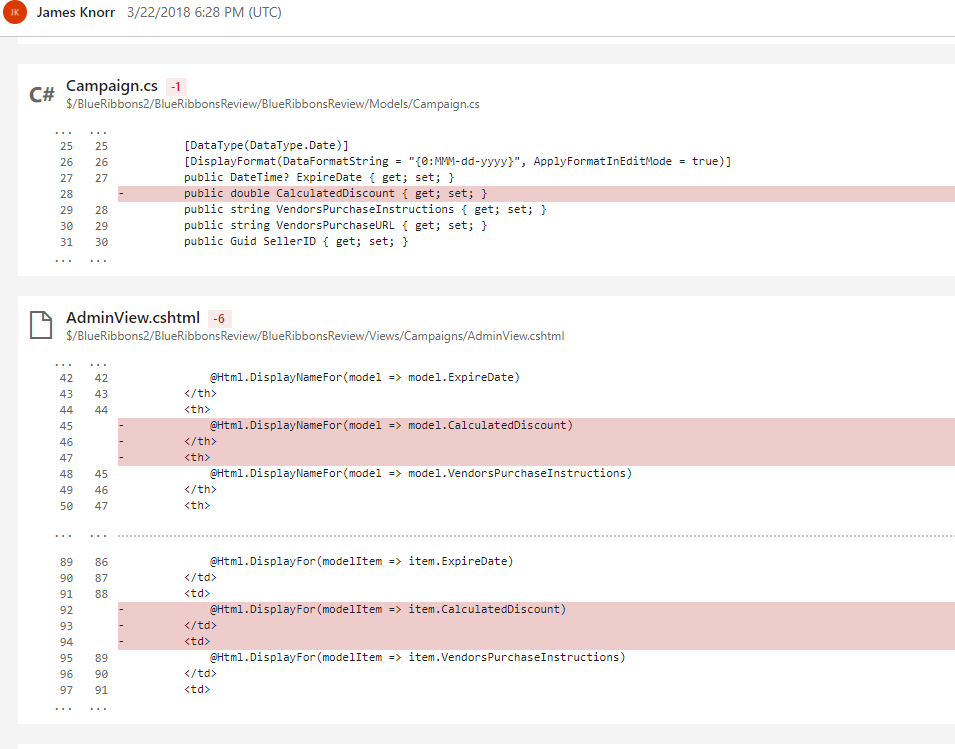 JK James Knorr 3/22/2018 6:28 PM (UTC)
C# Campaign.cs -1
$/BlueRibbons2/BlueRibbonsReview/BlueRibbonsReview/Models/Campaign.cs
... ...
25 25 [DataType(DataType.Date)]
26 26 [DisplayFormat(DataFormatString = "{0:MMM-dd-yyyy}", ApplyFormatInEditMode = true)]
27 27 public DateTime? ExpireDate { get; set; }
28 - public double CalculatedDiscount { get; set; }
29 28 public string VendorsPurchaseInstructions { get; set; }
30 29 public string VendorsPurchaseURL { get; set; }
31 30 public Guid SellerID { get; set; }
... ...
AdminView.cshtml -6
$/BlueRibbons2/BlueRibbonsReview/BlueRibbonsReview/Views/Campaigns/AdminView.cshtml
... ...
42 42 @Html.DisplayNameFor(model => model.ExpireDate)
43 43 </th>
44 44 <th>
45 - @Html.DisplayNameFor(model => model.CalculatedDiscount)
46 - </th>
47 - <th>
48 45 @Html.DisplayNameFor(model => model.VendorsPurchaseInstructions)
49 46 </th>
50 47 <th>
... ...
89 86 @Html.DisplayFor(modelItem => item.ExpireDate)
90 87 </td>
91 88 <td>
92 - @Html.DisplayFor(modelItem => item.CalculatedDiscount)
93 - </td>
94 - <td>
95 89 @Html.DisplayFor(modelItem => item.VendorsPurchaseInstructions)
96 90 </td>
97 91 <td>
... ...